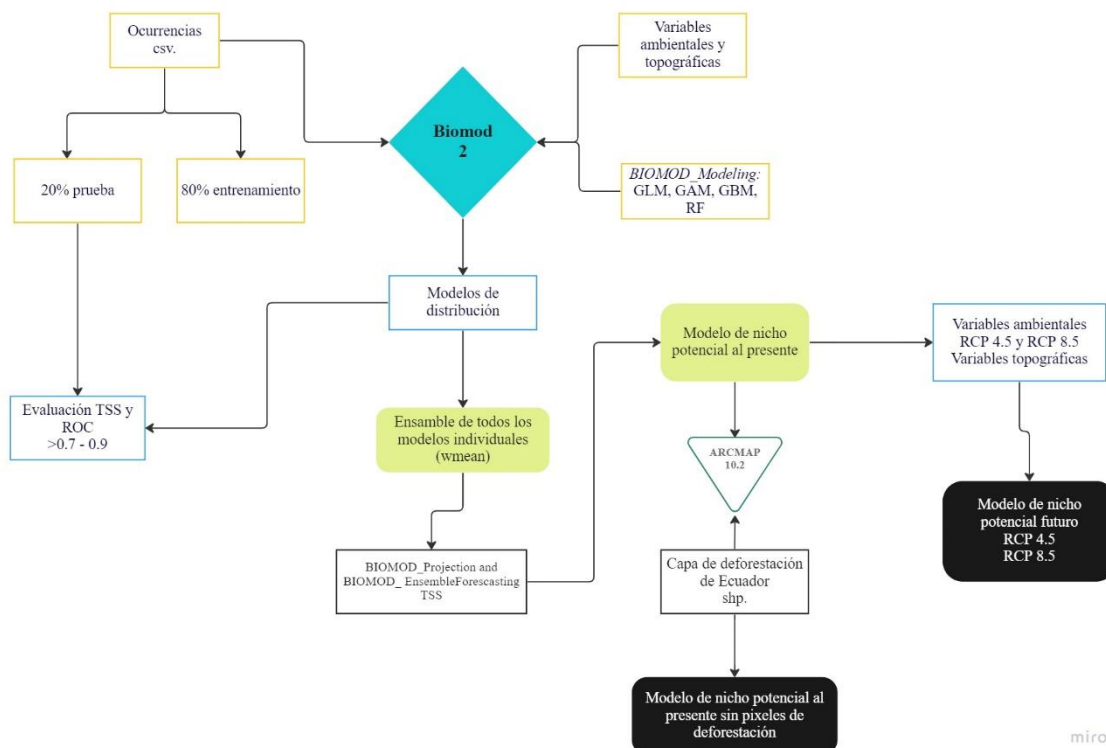 Ocurrencias
csv.
Variables
ambientales y
topográficas
Biomod
2
20% prueba
80% entrenamiento
BIOMOD_Modeling:
GLM, GAM, GBM,
RF
Modelos de
distribución
Modelo de nicho
potencial al presente
Variables ambientales
RCP 4.5 y RCP 8.5
Variables topográficas
Evaluación TSS y
ROC
>0.7 - 0.9
Ensamble de todos los
modelos individuales
(wmean)
ARCMAP
10.2
Modelo de nicho
potencial futuro
RCP 4.5
RCP 8.5
BIOMOD_Projection and
BIOMOD_ EnsembleForescasting
TSS
Capa de deforestación
de Ecuador
shp.
Modelo de nicho potencial al
presente sin pixeles de
deforestación
miro